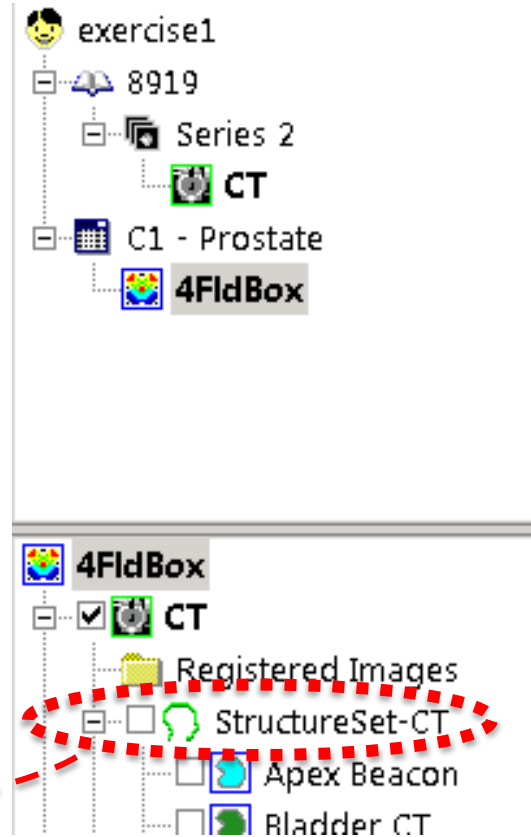 exercise1
8919
Series 2
CT
C1 - Prostate
4FldBox
4FldBox
CT
Registered Images
StructureSet-CT
Apex Beacon
Bladder CT